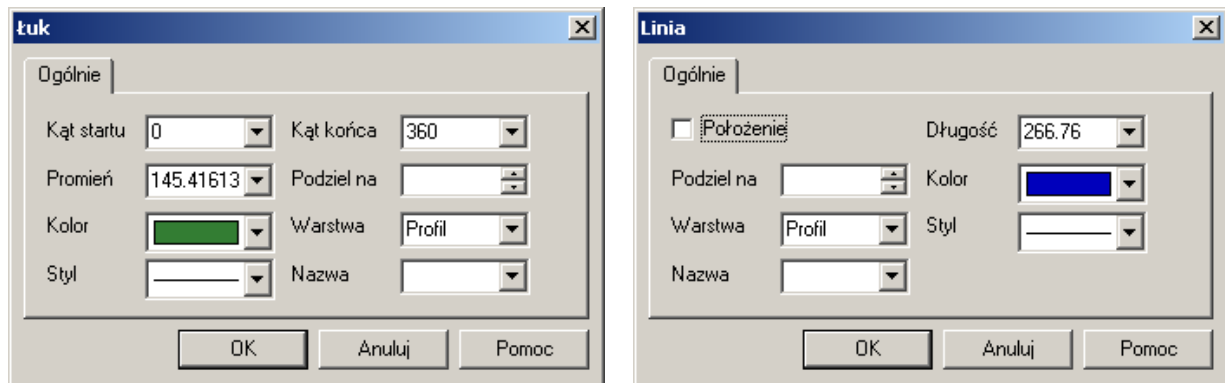 Łuk
Ogólnie
Kąt startu 0 Kąt końca 360
Promień 145.41613 Podziel na
Kolor Warstwa Profil
Styl Nazwa
OK Anuluj Pomoc
Linia
Ogólnie
Położenie Długość 266.76
Podziel na Kolor
Warstwa Profil Styl
Nazwa
OK Anuluj Pomoc